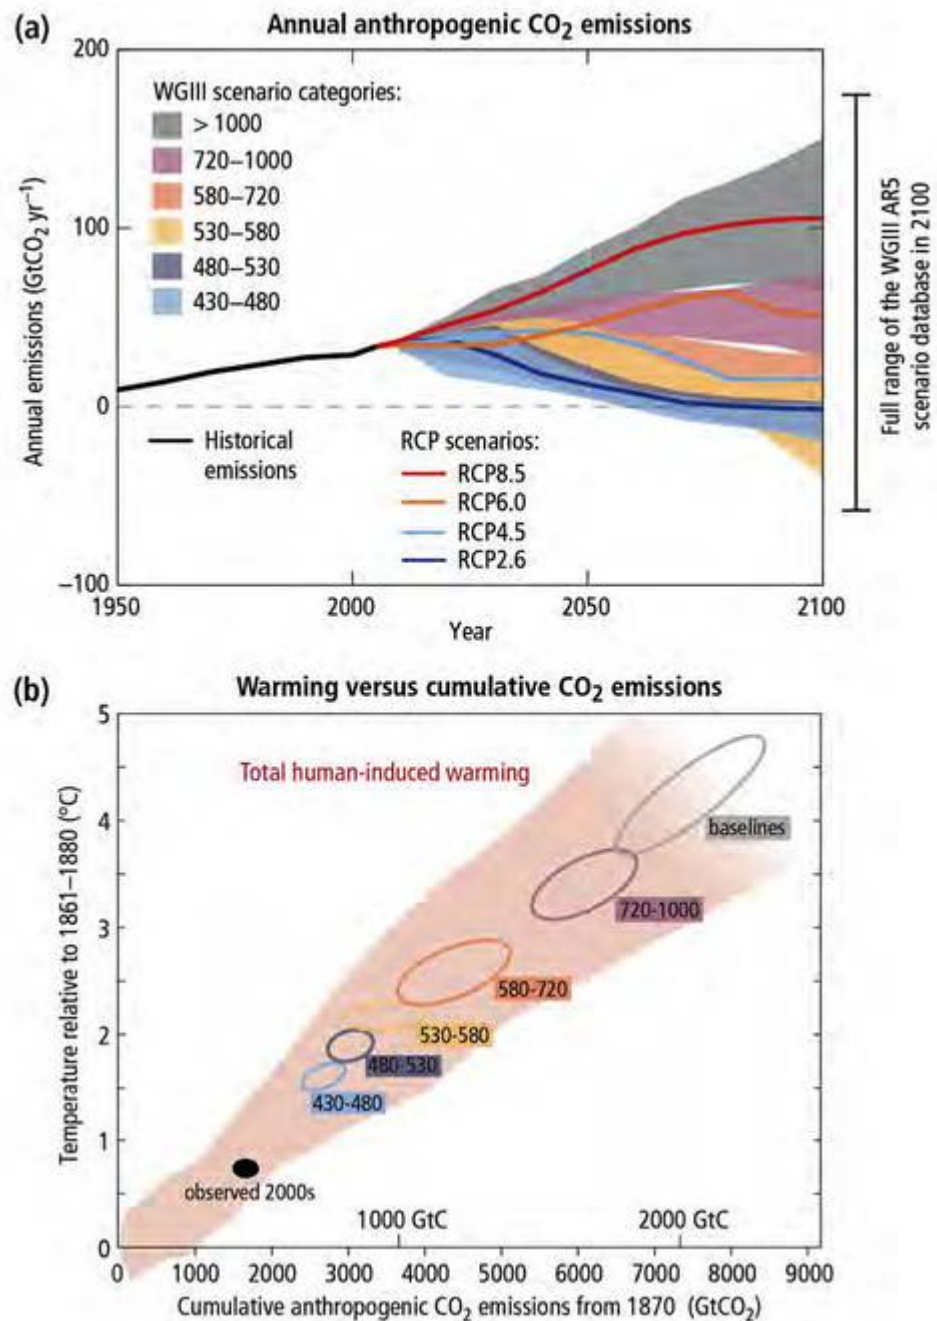 (a) Annual anthropogenic CO₂ emissions
200
100
0
–100
Annual emissions (GtCO₂ yr⁻¹)
WGIII scenario categories:
> 1000
720–1000
580–720
530–580
480–530
430–480
Historical
emissions
RCP scenarios:
RCP8.5
RCP6.0
RCP4.5
RCP2.6
1950 2000 2050 2100
Year
Full range of the WGIII AR5
scenario database in 2100
(b) Warming versus cumulative CO₂ emissions
5
4
3
2
1
0
Temperature relative to 1861–1880 (°C)
Total human-induced warming
baselines
720-1000
580-720
530-580
480-530
430-480
observed 2000s
1000 GtC 2000 GtC
0 1000 2000 3000 4000 5000 6000 7000 8000 9000
Cumulative anthropogenic CO₂ emissions from 1870 (GtCO₂)